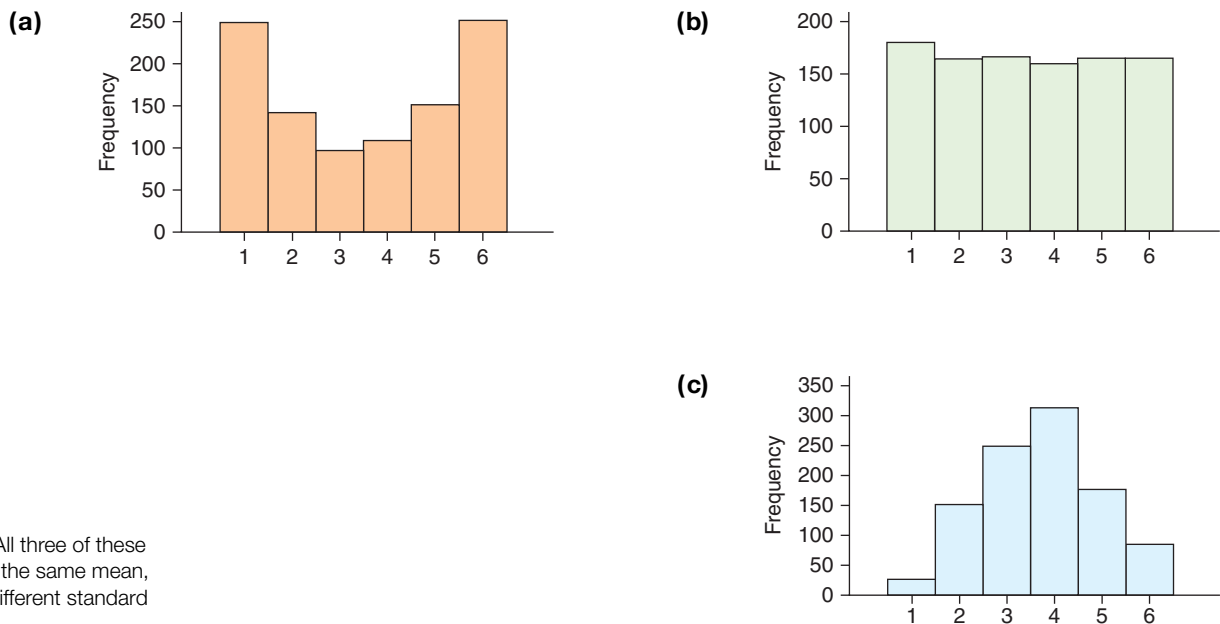 (a)
Frequency
250
200
150
100
50
0
1 2 3 4 5 6
(b)
Frequency
200
150
100
50
0
1 2 3 4 5 6
(c)
Frequency
350
300
250
200
150
100
50
0
1 2 3 4 5 6
All three of these
the same mean,
ifferent standard